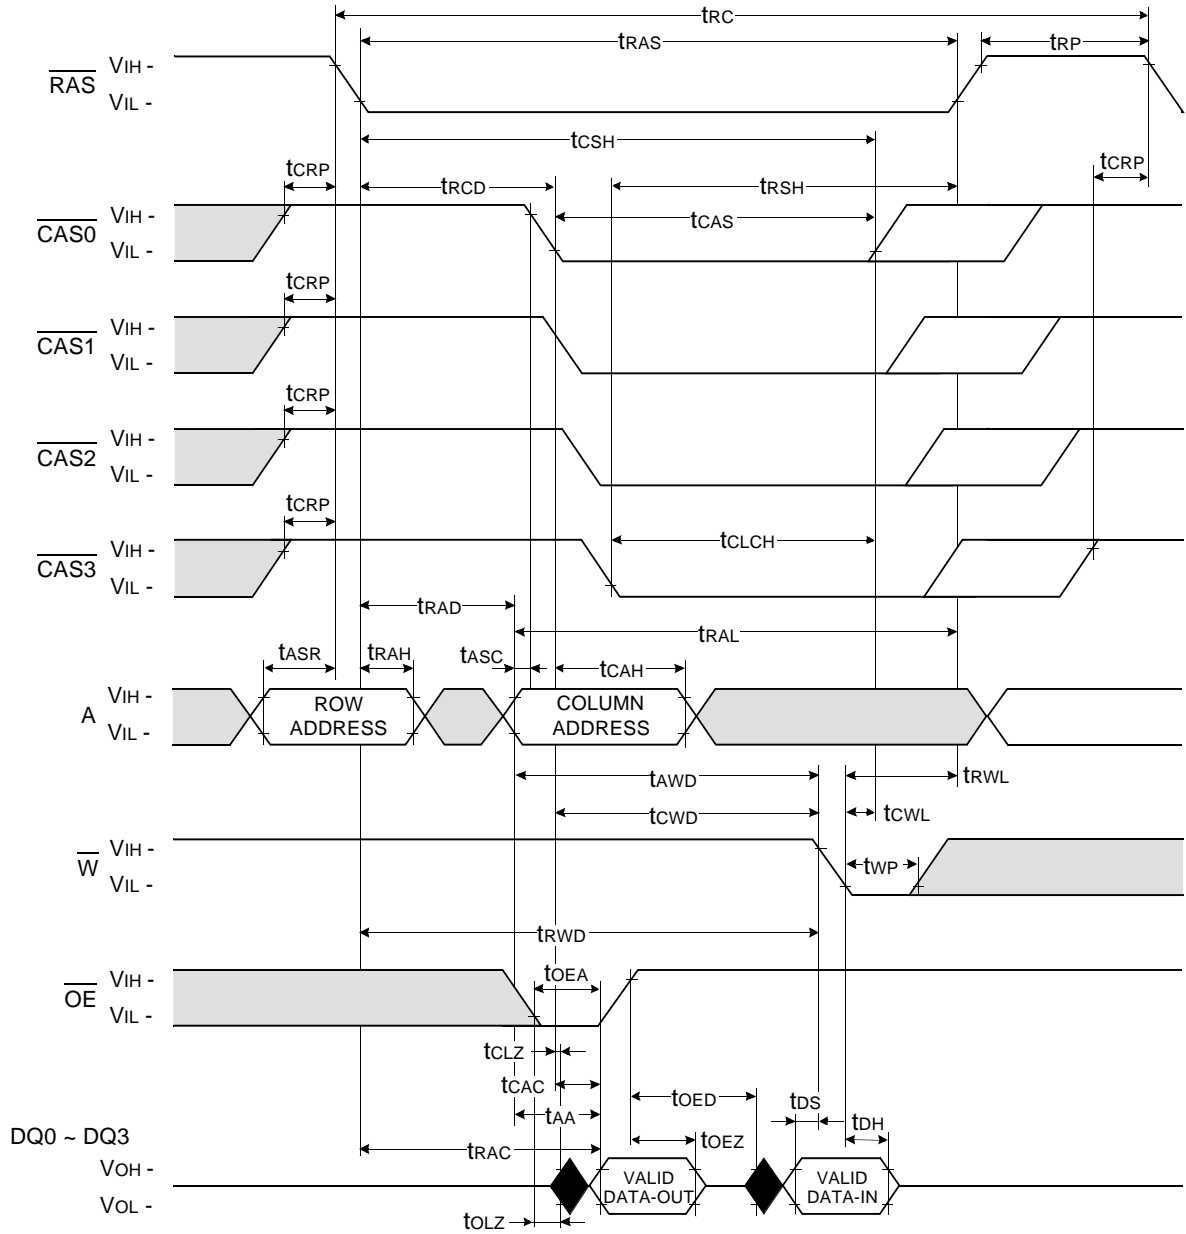 tRC
tRAS
tRP
RAS
VIH -
VIL -
tCSH
tCRP
tRCD
tRSH
tCRP
CAS0
VIH -
VIL -
tCAS
tCRP
CAS1
VIH -
VIL -
tCRP
CAS2
VIH -
VIL -
tCRP
CAS3
VIH -
VIL -
tCLCH
tRAD
tRAL
tASR
tRAH
tASC
tCAH
A
VIH -
VIL -
ROW
ADDRESS
COLUMN
ADDRESS
tAWD
tRWL
tCWD
tCWL
W
VIH -
VIL -
tWP
tRWD
OE
VIH -
VIL -
tOEA
tCLZ
tCAC
tOED
tAA
tDS
tRAC
tOEZ
tDH
DQ0 ~ DQ3
VOH -
VOL -
VALID
DATA-OUT
VALID
DATA-IN
tOLZ